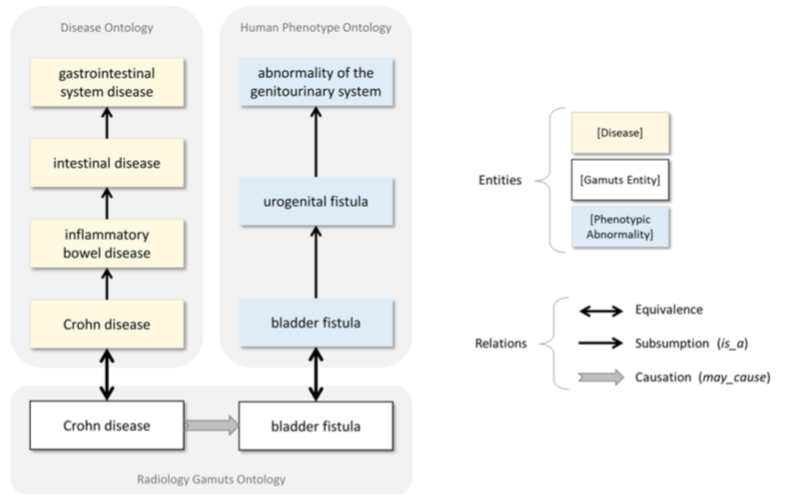 Disease Ontology
gastrointestinal
system disease
intestinal disease
inflammatory
bowel disease
Crohn disease
Human Phenotype Ontology
abnormality of the
genitourinary system
urogenital fistula
bladder fistula
Crohn disease
bladder fistula
Radiology Gamuts Ontology
Entities
[Disease]
[Gamuts Entity]
[Phenotypic
Abnormality]
Relations
Equivalence
Subsumption (is_a)
Causation (may_cause)